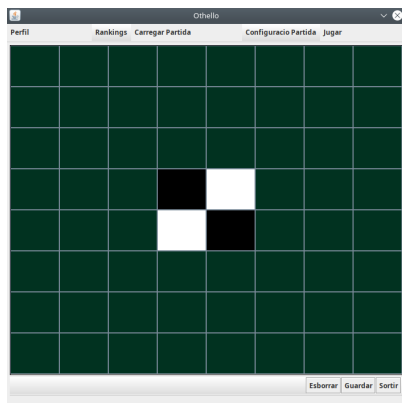 Othello
Perfil Rankings Carregar Partida Configuracio Partida Jugar
Esborrar Guardar Sortir